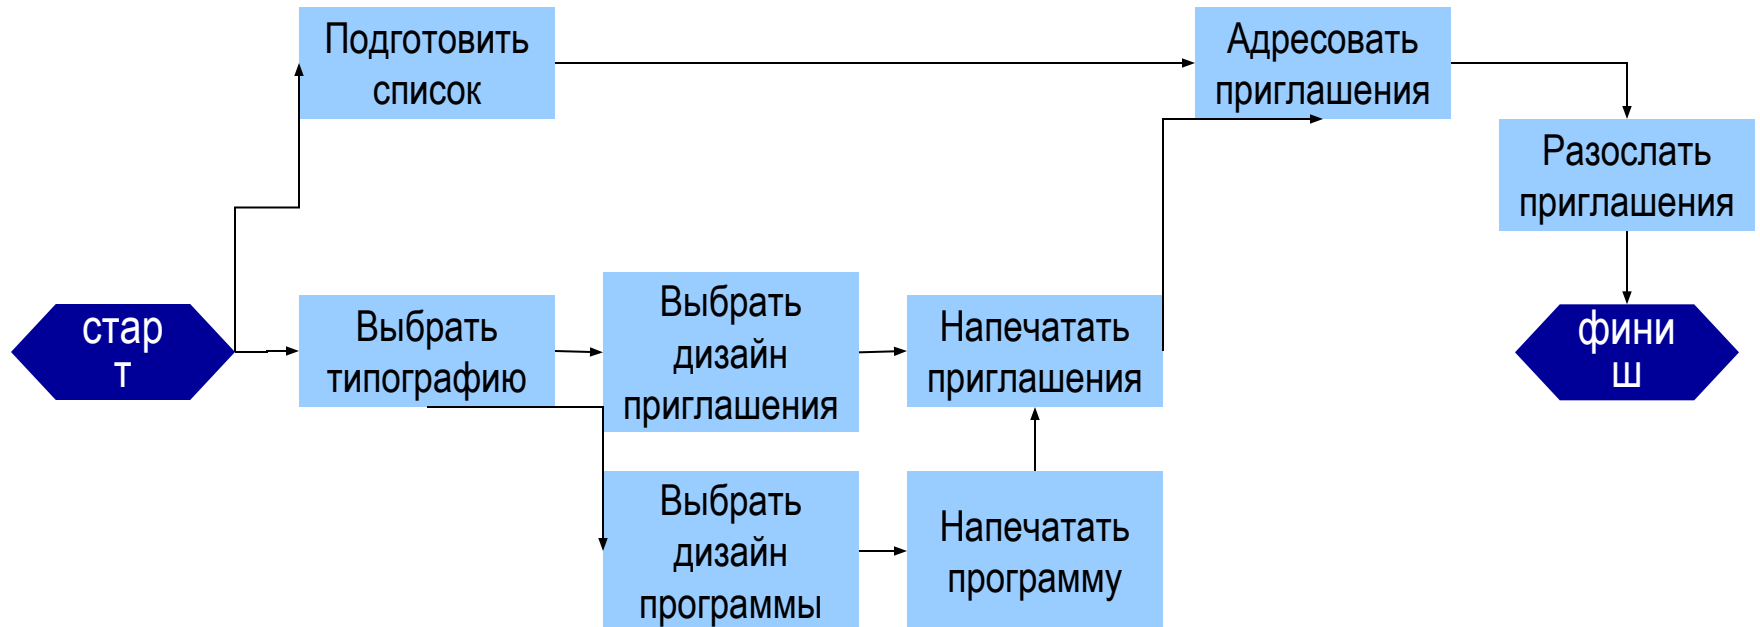 Подготовить
список
Адресовать
приглашения
Разослать
приглашения
стар
т
Выбрать
типографию
Выбрать
дизайн
приглашения
Напечатать
приглашения
фини
ш
Выбрать
дизайн
программы
Напечатать
программу